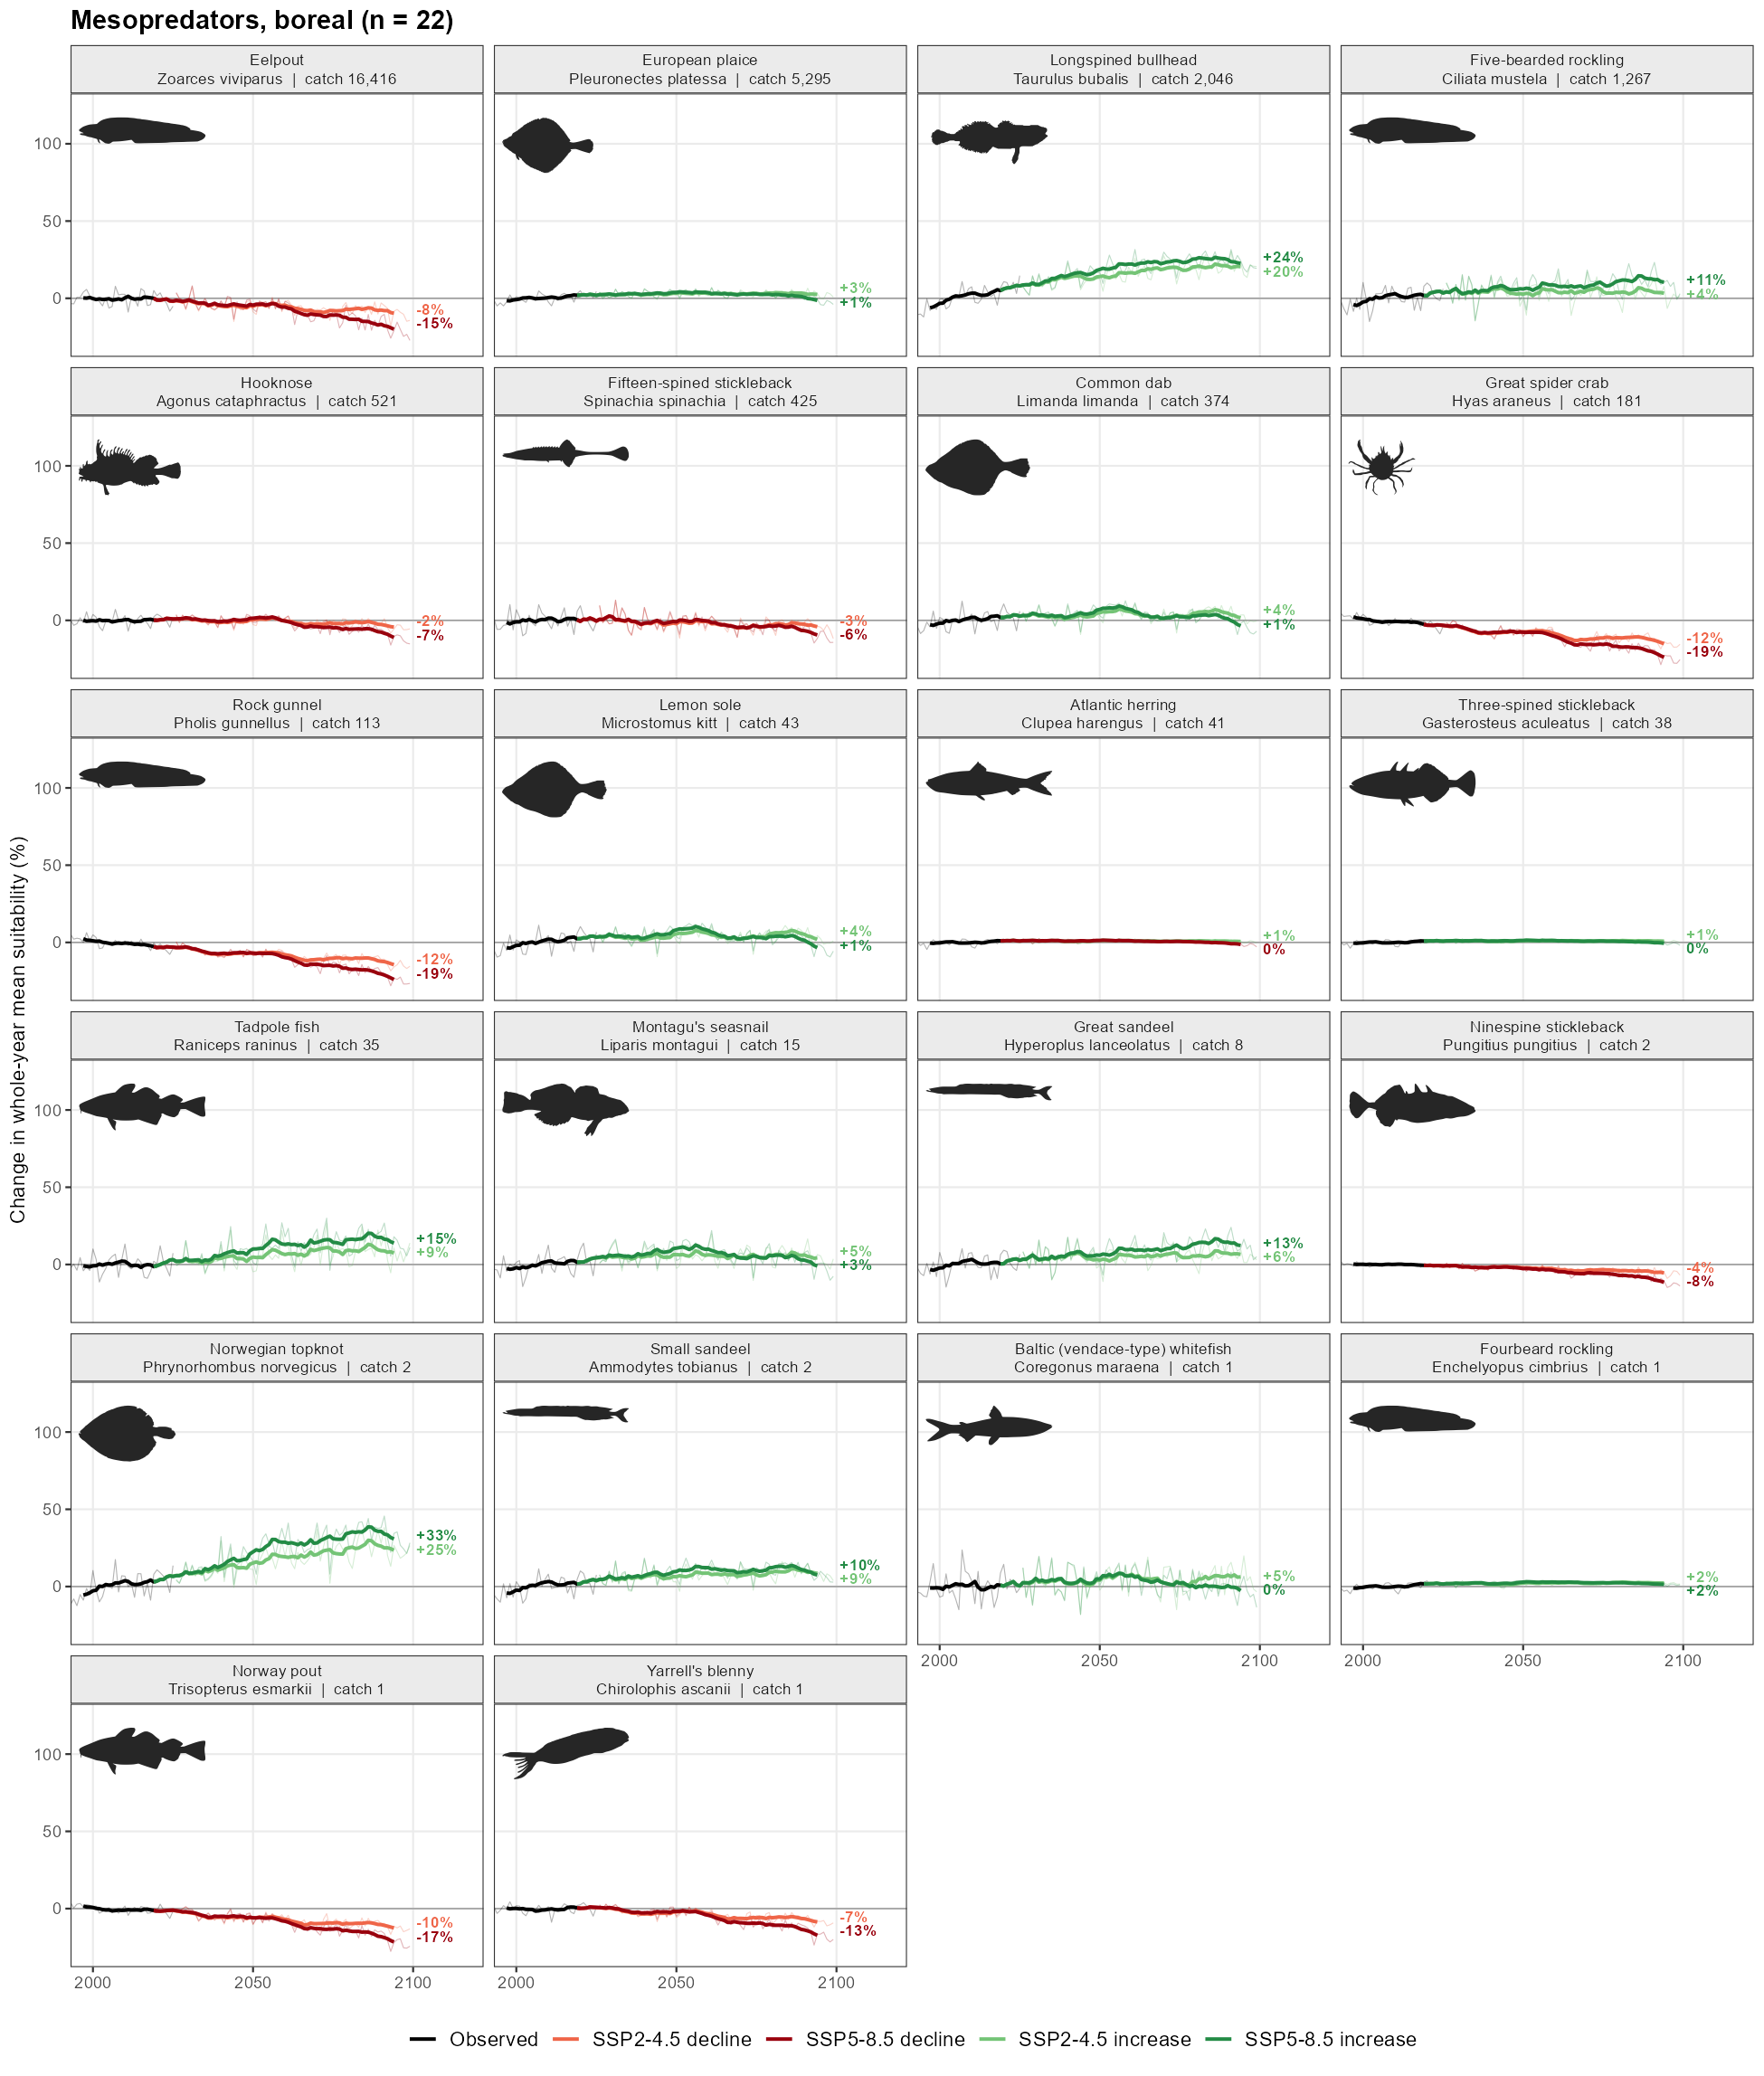 Mesopredators, boreal (n = 22)
Eelpout
Zoarces viviparus | catch 16,416
European plaice
Pleuronectes platessa | catch 5,295
Longspined bullhead
Taurulus bubalis | catch 2,046
Five-bearded rockling
Ciliata mustela | catch 1,267
100
50
0
-8%
-15%
+3%
+1%
+24%
+20%
+11%
+4%
Hooknose
Agonus cataphractus | catch 521
Fifteen-spined stickleback
Spinachia spinachia | catch 425
Common dab
Limanda limanda | catch 374
Great spider crab
Hyas araneus | catch 181
100
50
0
-2%
-7%
-3%
-6%
+4%
+1%
-12%
-19%
Rock gunnel
Pholis gunnellus | catch 113
Lemon sole
Microstomus kitt | catch 43
Atlantic herring
Clupea harengus | catch 41
Three-spined stickleback
Gasterosteus aculeatus | catch 38
100
50
0
-12%
-19%
+4%
+1%
+1%
0%
+1%
0%
Change in whole-year mean suitability (%)
Tadpole fish
Raniceps raninus | catch 35
Montagu's seasnail
Liparis montagui | catch 15
Great sandeel
Hyperoplus lanceolatus | catch 8
Ninespine stickleback
Pungitius pungitius | catch 2
100
50
0
+15%
+9%
+5%
+3%
+13%
+6%
-4%
-8%
Norwegian topknot
Phrynorhombus norvegicus | catch 2
Small sandeel
Ammodytes tobianus | catch 2
Baltic (vendace-type) whitefish
Coregonus maraena | catch 1
Fourbeard rockling
Enchelyopus cimbrius | catch 1
100
50
0
+33%
+25%
+10%
+9%
+5%
0%
+2%
+2%
2000 2050 2100
2000 2050 2100
Norway pout
Trisopterus esmarkii | catch 1
Yarrell's blenny
Chirolophis ascanii | catch 1
100
50
0
-10%
-17%
-7%
-13%
2000 2050 2100
2000 2050 2100
Observed SSP2-4.5 decline SSP5-8.5 decline SSP2-4.5 increase SSP5-8.5 increase